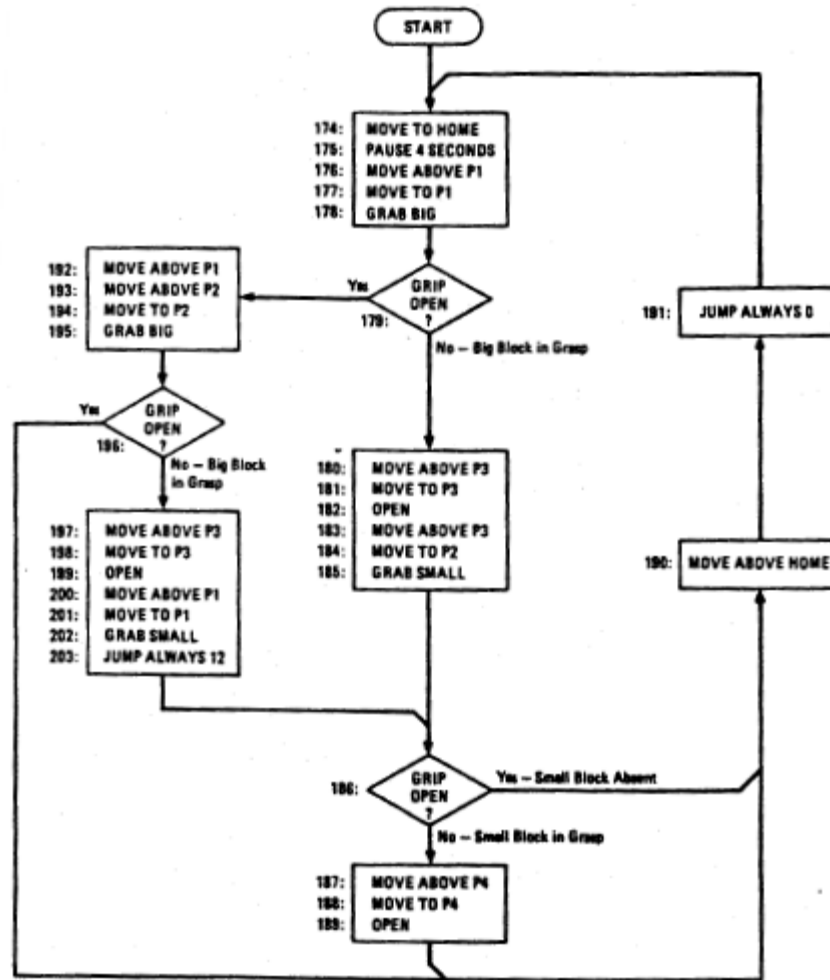 START
174: MOVE TO HOME
175: PAUSE 4 SECONDS
176: MOVE ABOVE P1
177: MOVE TO P1
178: GRAB BIG
179: GRIP
OPEN
?
Yes
No – Big Block in Grasp
192: MOVE ABOVE P1
193: MOVE ABOVE P2
194: MOVE TO P2
195: GRAB BIG
196: GRIP
OPEN
?
Yes
No – Big Block
in Grasp
197: MOVE ABOVE P3
198: MOVE TO P3
199: OPEN
200: MOVE ABOVE P1
201: MOVE TO P1
202: GRAB SMALL
203: JUMP ALWAYS 12
180: MOVE ABOVE P3
181: MOVE TO P3
182: OPEN
183: MOVE ABOVE P3
184: MOVE TO P2
185: GRAB SMALL
186: GRIP
OPEN
?
Yes – Small Block Absent
No – Small Block in Grasp
187: MOVE ABOVE P4
188: MOVE TO P4
189: OPEN
190: MOVE ABOVE HOME
191: JUMP ALWAYS 0